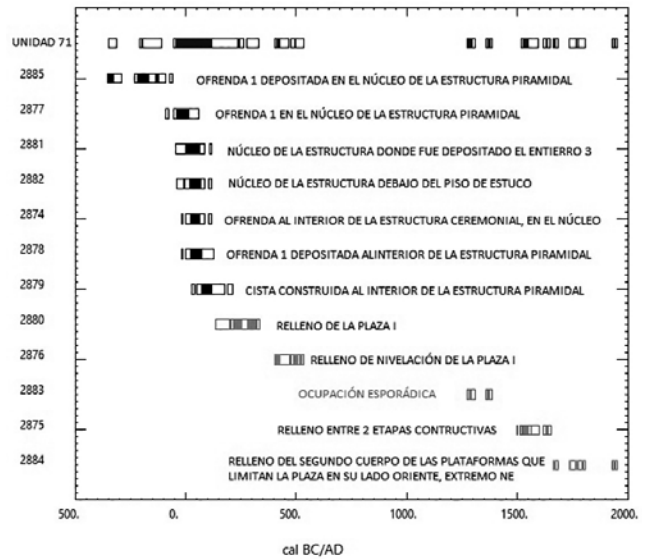 500. 0. 500. 1000. 1500. 2000.
UNIDAD 71
2885 OFRENDA 1 DEPOSITADA EN EL NÚCLEO DE LA ESTRUCTURA PIRAMIDAL
2877 OFRENDA 1 EN EL NÚCLEO DE LA ESTRUCTURA PIRAMIDAL
2881 NÚCLEO DE LA ESTRUCTURA DONDE FUE DEPOSITADO EL ENTIERRO 3
2882 NÚCLEO DE LA ESTRUCTURA DEBAJO DEL PISO DE ESTUCO
2874 OFRENDA AL INTERIOR DE LA ESTRUCTURA CEREMONIAL, EN EL NÚCLEO
2878 OFRENDA 1 DEPOSITADA ALINTERIOR DE LA ESTRUCTURA PIRAMIDAL
2879 CISTA CONSTRUIDA AL INTERIOR DE LA ESTRUCTURA PIRAMIDAL
2880 RELLENO DE LA PLAZA I
2876 RELLENO DE NIVELACIÓN DE LA PLAZA I
2883 OCUPACIÓN ESPORÁDICA
2875 RELLENO ENTRE 2 ETAPAS CONTRUCTIVAS
2884 RELLENO DEL SEGUNDO CUERPO DE LAS PLATAFORMAS QUE
LIMITAN LA PLAZA EN SU LADO ORIENTE, EXTREMO NE
500. 0. 500. 1000. 1500. 2000.
cal BC/AD